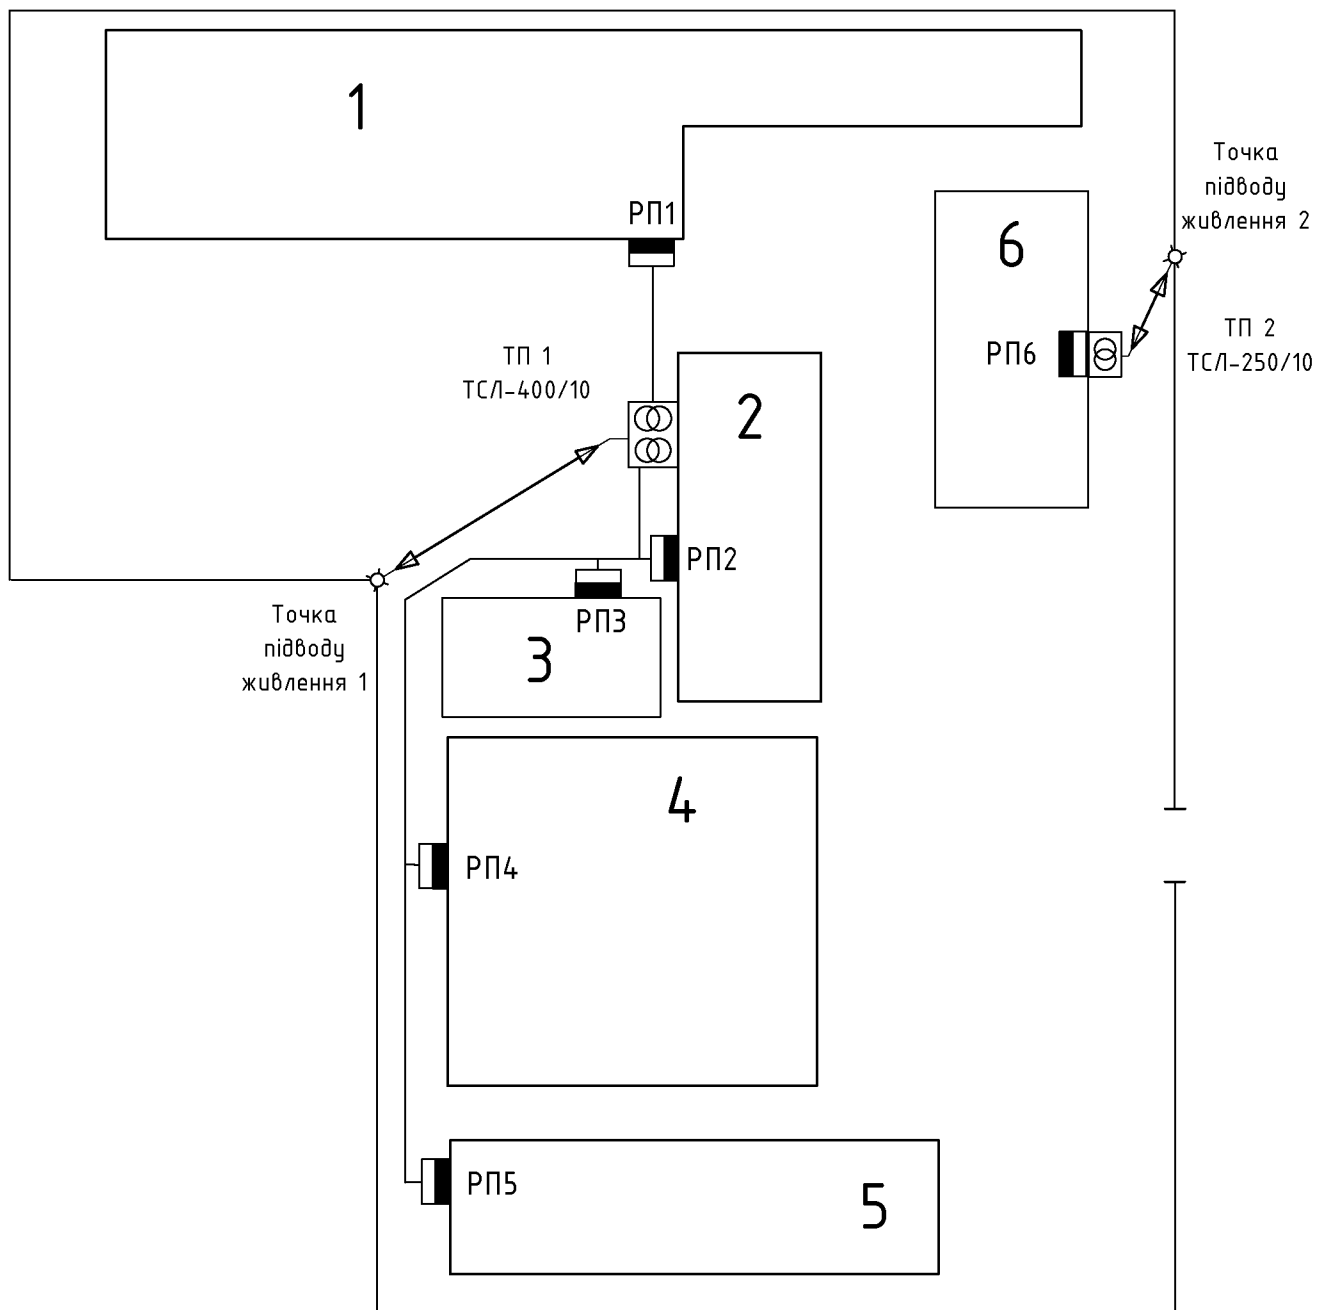 1
Точка
підводу
живлення 2
РП1
6
ТП 1
ТСЛ-400/10
РП6
ТП 2
ТСЛ-250/10
2
РП2
Точка
підводу
живлення 1
РП3
3
4
РП4
РП5
5